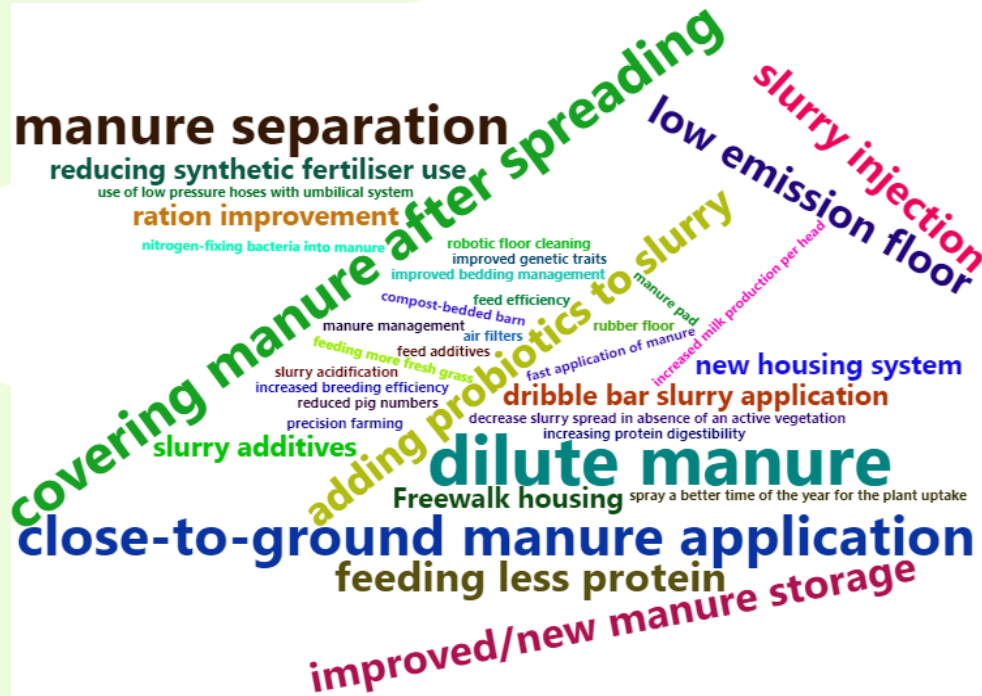 covering manure after spreading
slurry injection
low emission floor
manure separation
reducing synthetic fertiliser use
use of low pressure hoses with umbilical system
ration improvement
nitrogen-fixing bacteria into manure
adding probiotics to slurry
robotic floor cleaning
improved genetic traits
improved bedding management
increased milk production per head
manure pad
compost-bedded barn
feed efficiency
manure management
air filters
rubber floor
feeding more fresh grass
feed additives
fast application of manure
new housing system
slurry acidification
increased breeding efficiency
reduced pig numbers
dribble bar slurry application
precision farming
decrease slurry spread in absence of an active vegetation
increasing protein digestibility
slurry additives
dilute manure
Freewalk housing
spray a better time of the year for the plant uptake
close-to-ground manure application
feeding less protein
improved/new manure storage